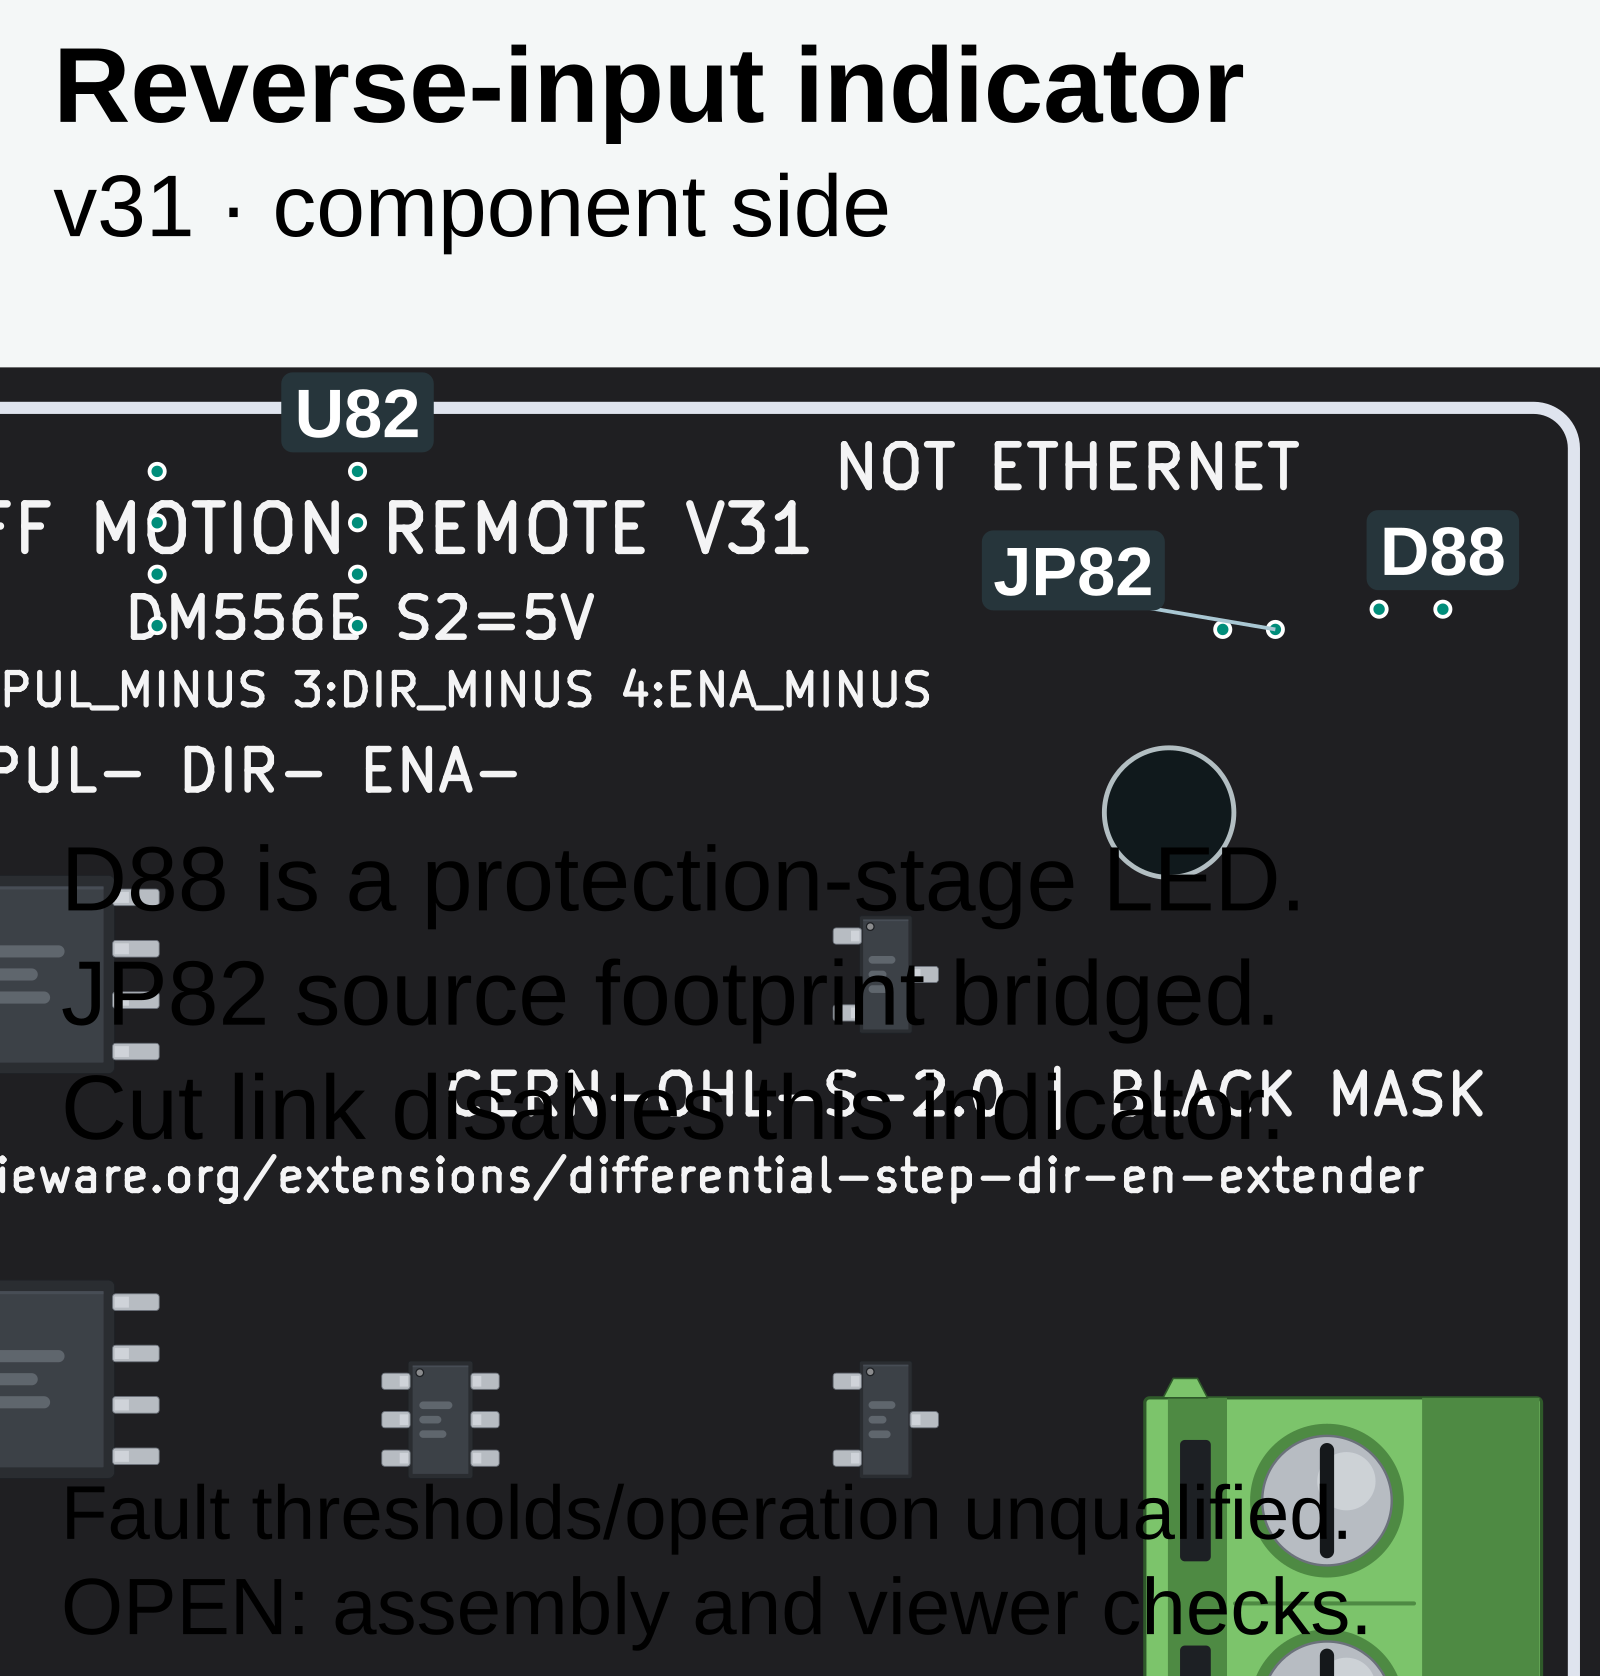 Reverse-input indicator
v31 · component side
U82
NOT ETHERNET
FF MOTION REMOTE V31
D88
JP82
DM556E S2=5V
PUL_MINUS 3:DIR_MINUS 4:ENA_MINUS
PUL- DIR- ENA-
D88 is a protection-stage LED.
JP82 source footprint bridged.
CERN-OHL-S-2.0 | BLACK MASK
Cut link disables this indicator.
ieware.org/extensions/differential-step-dir-en-extender
Fault thresholds/operation unqualified.
OPEN: assembly and viewer checks.